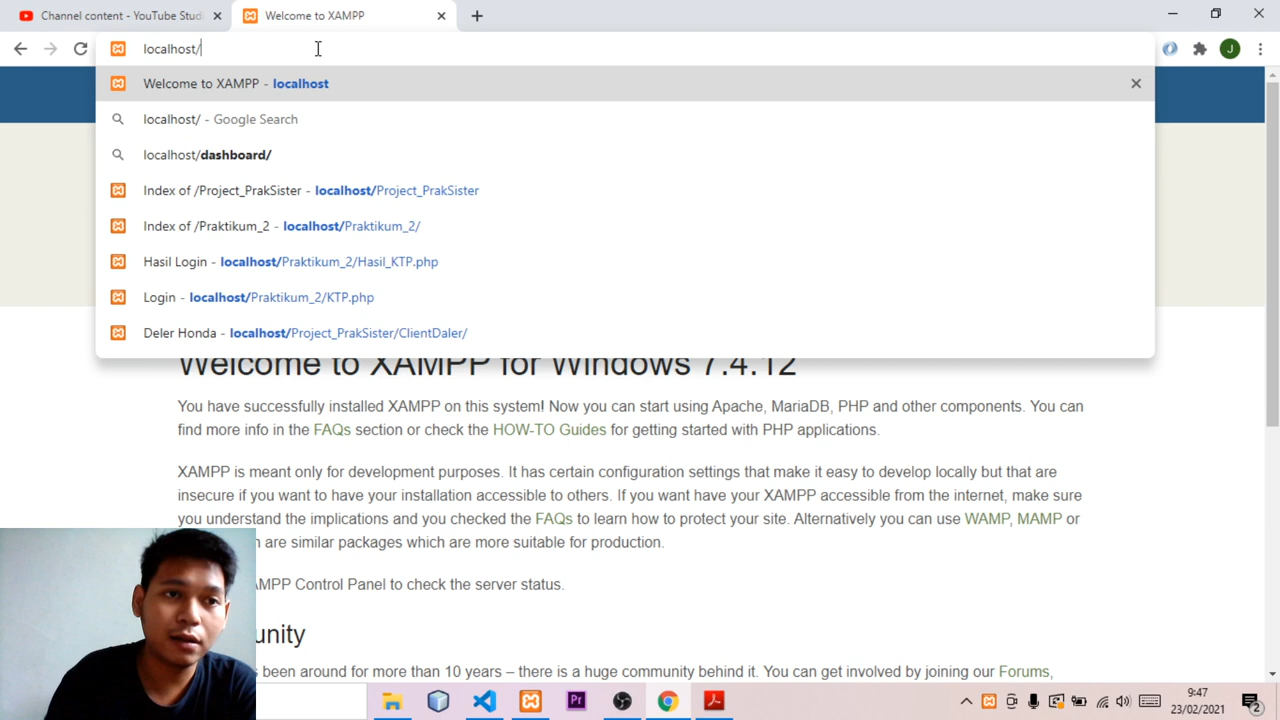 Channel content - YouTube Studi
Welcome to XAMPP
localhost/
J
Welcome to XAMPP - localhost
localhost/ - Google Search
localhost/dashboard/
Index of /Project_PrakSister - localhost/Project_PrakSister
Index of /Praktikum_2 - localhost/Praktikum_2/
Hasil Login - localhost/Praktikum_2/Hasil_KTP.php
Login - localhost/Praktikum_2/KTP.php
Deler Honda - localhost/Project_PrakSister/ClientDaler/
Welcome to XAMPP for Windows 7.4.12
You have successfully installed XAMPP on this system! Now you can start using Apache, MariaDB, PHP and other components. You can
find more info in the FAQs section or check the HOW-TO Guides for getting started with PHP applications.
XAMPP is meant only for development purposes. It has certain configuration settings that make it easy to develop locally but that are
insecure if you want to have your installation accessible to others. If you want have your XAMPP accessible from the internet, make sure
you understand the implications and you checked the FAQs to learn how to protect your site. Alternatively you can use WAMP, MAMP or
are similar packages which are more suitable for production.
AMPP Control Panel to check the server status.
unity
been around for more than 10 years – there is a huge community behind it. You can get involved by joining our Forums,
Pr
9:47
23/02/2021
2